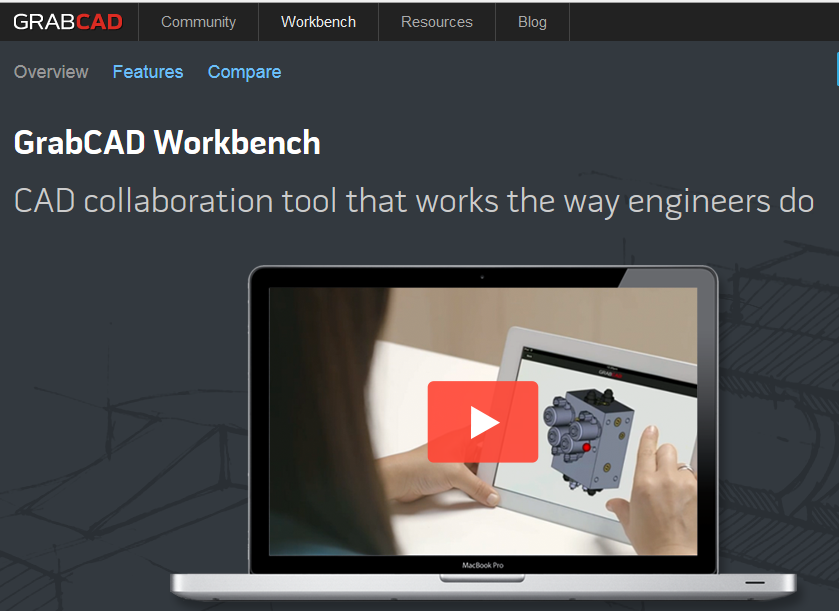 GRABCAD Community Workbench Resources Blog
Overview Features Compare
GrabCAD Workbench
CAD collaboration tool that works the way engineers do
GRABCAD
MacBook Pro